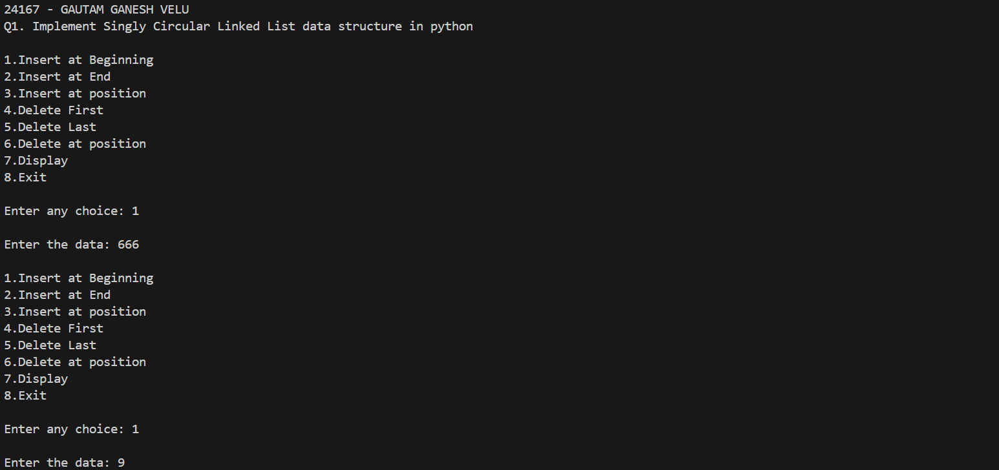 24167 - GAUTAM GANESH VELU
Q1. Implement Singly Circular Linked List data structure in python
1.Insert at Beginning
2.Insert at End
3.Insert at position
4.Delete First
5.Delete Last
6.Delete at position
7.Display
8.Exit
Enter any choice: 1
Enter the data: 666
1.Insert at Beginning
2.Insert at End
3.Insert at position
4.Delete First
5.Delete Last
6.Delete at position
7.Display
8.Exit
Enter any choice: 1
Enter the data: 9